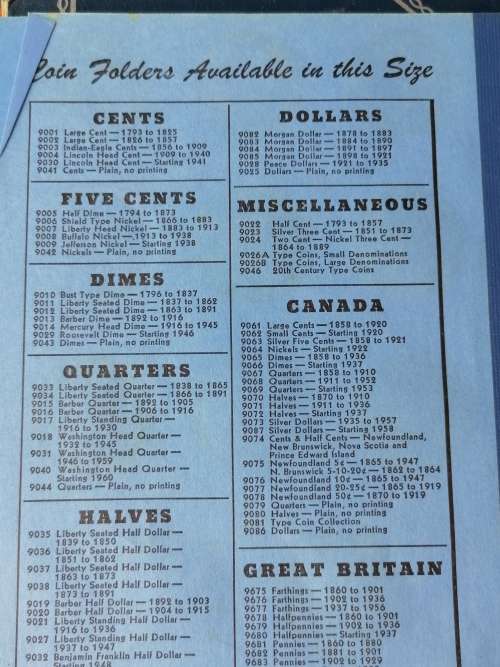 Coin Folders Available in this Size
CENTS
9001 Large Cent — 1793 to 1825
9002 Large Cent — 1826 to 1857
9003 Indian-Eagle Cents — 1856 to 1909
9004 Lincoln Head Cent — 1909 to 1940
9030 Lincoln Head Cent — Starting 1941
9041 Cents — Plain, no printing
FIVE CENTS
9005 Half Dime — 1794 to 1873
9006 Shield Type Nickel — 1866 to 1883
9007 Liberty Head Nickel — 1883 to 1913
9008 Buffalo Nickel — 1913 to 1938
9009 Jefferson Nickel — Starting 1938
9042 Nickels — Plain, no printing
DIMES
9010 Bust Type Dime — 1796 to 1837
9011 Liberty Seated Dime — 1837 to 1862
9012 Liberty Seated Dime — 1863 to 1891
9013 Barber Dime — 1892 to 1916
9014 Mercury Head Dime — 1916 to 1945
9029 Roosevelt Dime — Starting 1946
9043 Dimes — Plain, no printing
QUARTERS
9033 Liberty Seated Quarter — 1838 to 1865
9034 Liberty Seated Quarter — 1866 to 1891
9015 Barber Quarter — 1892 to 1905
9016 Barber Quarter — 1906 to 1916
9017 Liberty Standing Quarter —
1916 to 1930
9018 Washington Head Quarter —
1932 to 1945
9031 Washington Head Quarter —
1946 to 1959
9040 Washington Head Quarter —
Starting 1960
9044 Quarters — Plain, no printing
HALVES
9035 Liberty Seated Half Dollar —
1839 to 1850
9036 Liberty Seated Half Dollar —
1851 to 1862
9037 Liberty Seated Half Dollar —
1863 to 1873
9038 Liberty Seated Half Dollar —
1873 to 1891
9019 Barber Half Dollar — 1892 to 1903
9020 Barber Half Dollar — 1904 to 1915
9021 Liberty Standing Half Dollar —
1916 to 1936
9027 Liberty Standing Half Dollar —
1937 to 1947
9032 Benjamin Franklin Half Dollar —
Starting 1948
DOLLARS
9082 Morgan Dollar — 1878 to 1883
9083 Morgan Dollar — 1884 to 1890
9084 Morgan Dollar — 1891 to 1897
9085 Morgan Dollar — 1898 to 1921
9028 Peace Dollars — 1921 to 1935
9025 Dollars — Plain, no printing
MISCELLANEOUS
9022 Half Cent — 1793 to 1857
9023 Silver Three Cent — 1851 to 1873
9024 Two Cent — Nickel Three Cent —
1864 to 1889
9026A Type Coins, Small Denominations
9026B Type Coins, Large Denominations
9046 20th Century Type Coins
CANADA
9061 Large Cents — 1858 to 1920
9062 Small Cents — Starting 1920
9063 Silver Five Cents — 1858 to 1921
9064 Nickels — Starting 1922
9065 Dimes — 1858 to 1936
9066 Dimes — Starting 1937
9067 Quarters — 1858 to 1910
9068 Quarters — 1911 to 1952
9069 Quarters — Starting 1953
9070 Halves — 1870 to 1910
9071 Halves — 1911 to 1936
9072 Halves — Starting 1937
9073 Silver Dollars — 1935 to 1957
9087 Silver Dollars — Starting 1958
9074 Cents & Half Cents — Newfoundland,
New Brunswick, Nova Scotia and
Prince Edward Island
9075 Newfoundland 5¢ — 1865 to 1947
N. Brunswick 5-10-20¢ — 1862 to 1864
9076 Newfoundland 10¢ — 1865 to 1947
9077 Newfoundland 20-25¢ — 1865 to 1919
9078 Newfoundland 50¢ — 1870 to 1919
9079 Quarters — Plain, no printing
9080 Halves — Plain, no printing
9081 Type Coin Collection
9086 Dollars — Plain, no printing
GREAT BRITAIN
9675 Farthings — 1860 to 1901
9676 Farthings — 1902 to 1936
9677 Farthings — 1937 to 1956
9678 Halfpennies — 1860 to 1901
9679 Halfpennies — 1902 to 1936
9680 Halfpennies — Starting 1937
9681 Pennies — 1860 to 1880
9682 Pennies — 1881 to 1901
9683 Pennies — 1902 to 1929